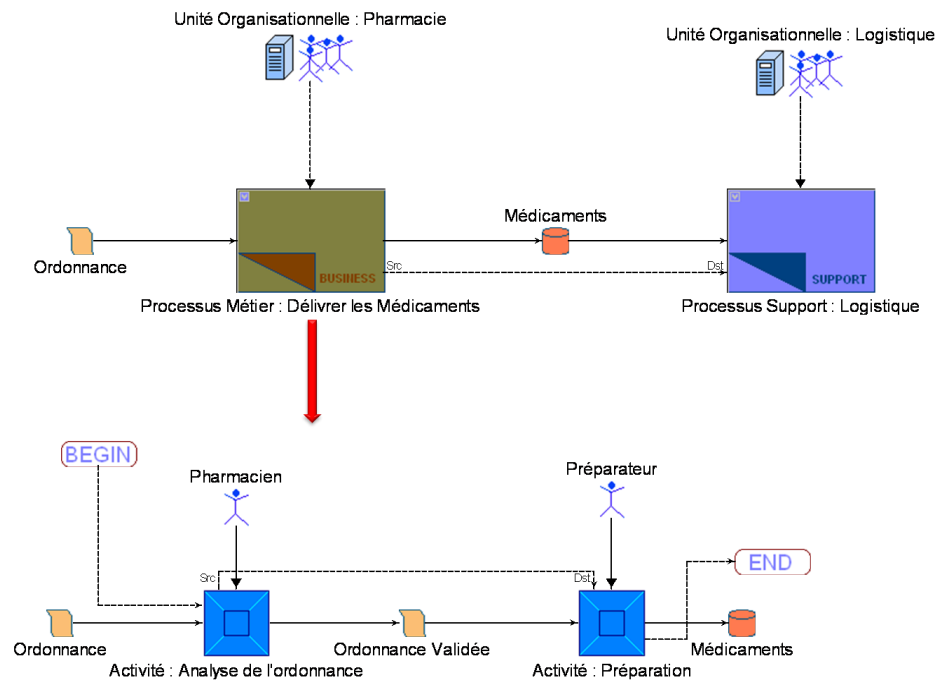 Unité Organisationnelle : Pharmacie
Unité Organisationnelle : Logistique
Médicaments
Ordonnance
BUSINESS
Src
Dst
SUPPORT
Processus Métier : Délivrer les Médicaments
Processus Support : Logistique
BEGIN
Pharmacien
Préparateur
Src
Dst
END
Ordonnance
Ordonnance Validée
Médicaments
Activité : Analyse de l'ordonnance
Activité : Préparation